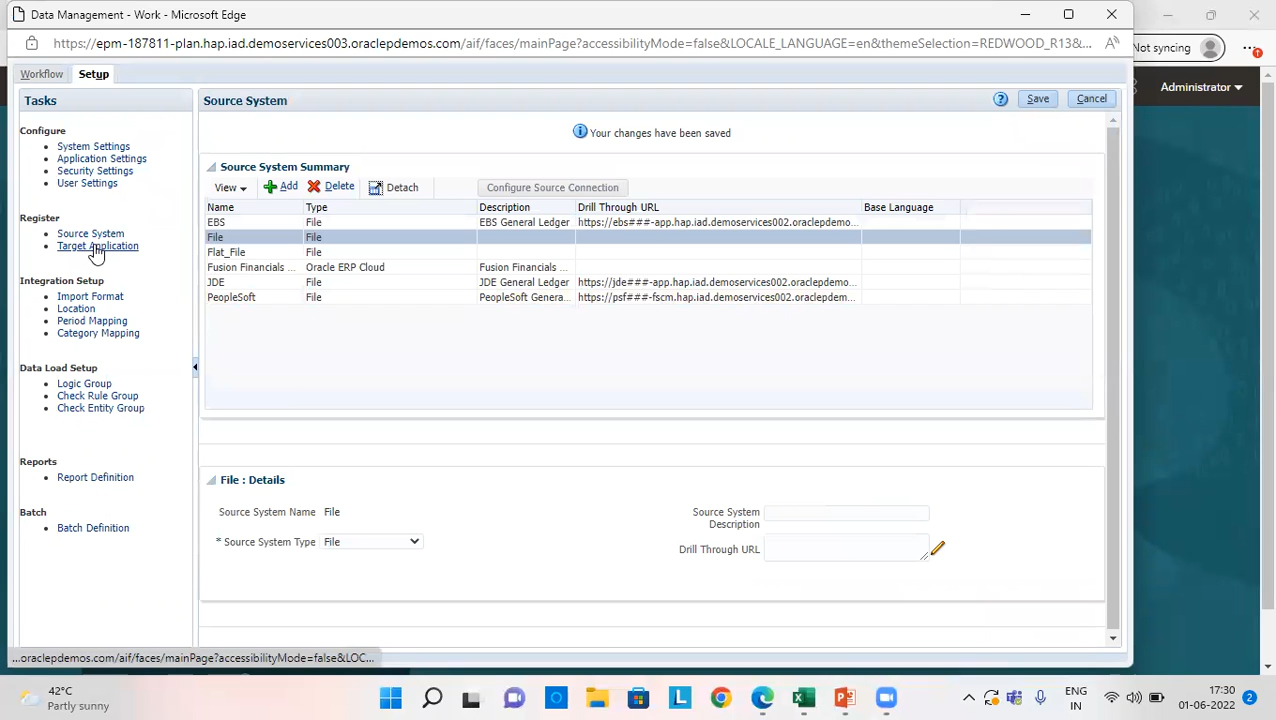 Data Management - Work - Microsoft Edge
https://epm-187811-plan.hap.iad.demoservices003.oraclepdemos.com/aif/faces/mainPage?accessibilityMode=false&LOCALE_LANGUAGE=en&themeSelection=REDWOOD_R13&...
Not syncing
Workflow Setup
Administrator
Tasks
Source System
Save Cancel
Configure
System Settings
Application Settings
Security Settings
User Settings
Register
Source System
Target Application
Integration Setup
Import Format
Location
Period Mapping
Category Mapping
Data Load Setup
Logic Group
Check Rule Group
Check Entity Group
Reports
Report Definition
Batch
Batch Definition
Your changes have been saved
Source System Summary
View Add Delete Detach Configure Source Connection
Name Type Description Drill Through URL Base Language
EBS File EBS General Ledger https://ebs###-app.hap.iad.demoservices002.oraclepdemo...
File File
Flat_File File
Fusion Financials ... Oracle ERP Cloud Fusion Financials ...
JDE File JDE General Ledger https://jde###-app.hap.iad.demoservices002.oraclepdemo...
PeopleSoft File PeopleSoft Genera... https://psf###-fscm.hap.iad.demoservices002.oraclepdem...
File : Details
Source System Name File
Source System Description
* Source System Type File
Drill Through URL
...oraclepdemos.com/aif/faces/mainPage?accessibilityMode=false&LOC...
42°C
Partly sunny
ENG
IN
17:30
01-06-2022
2